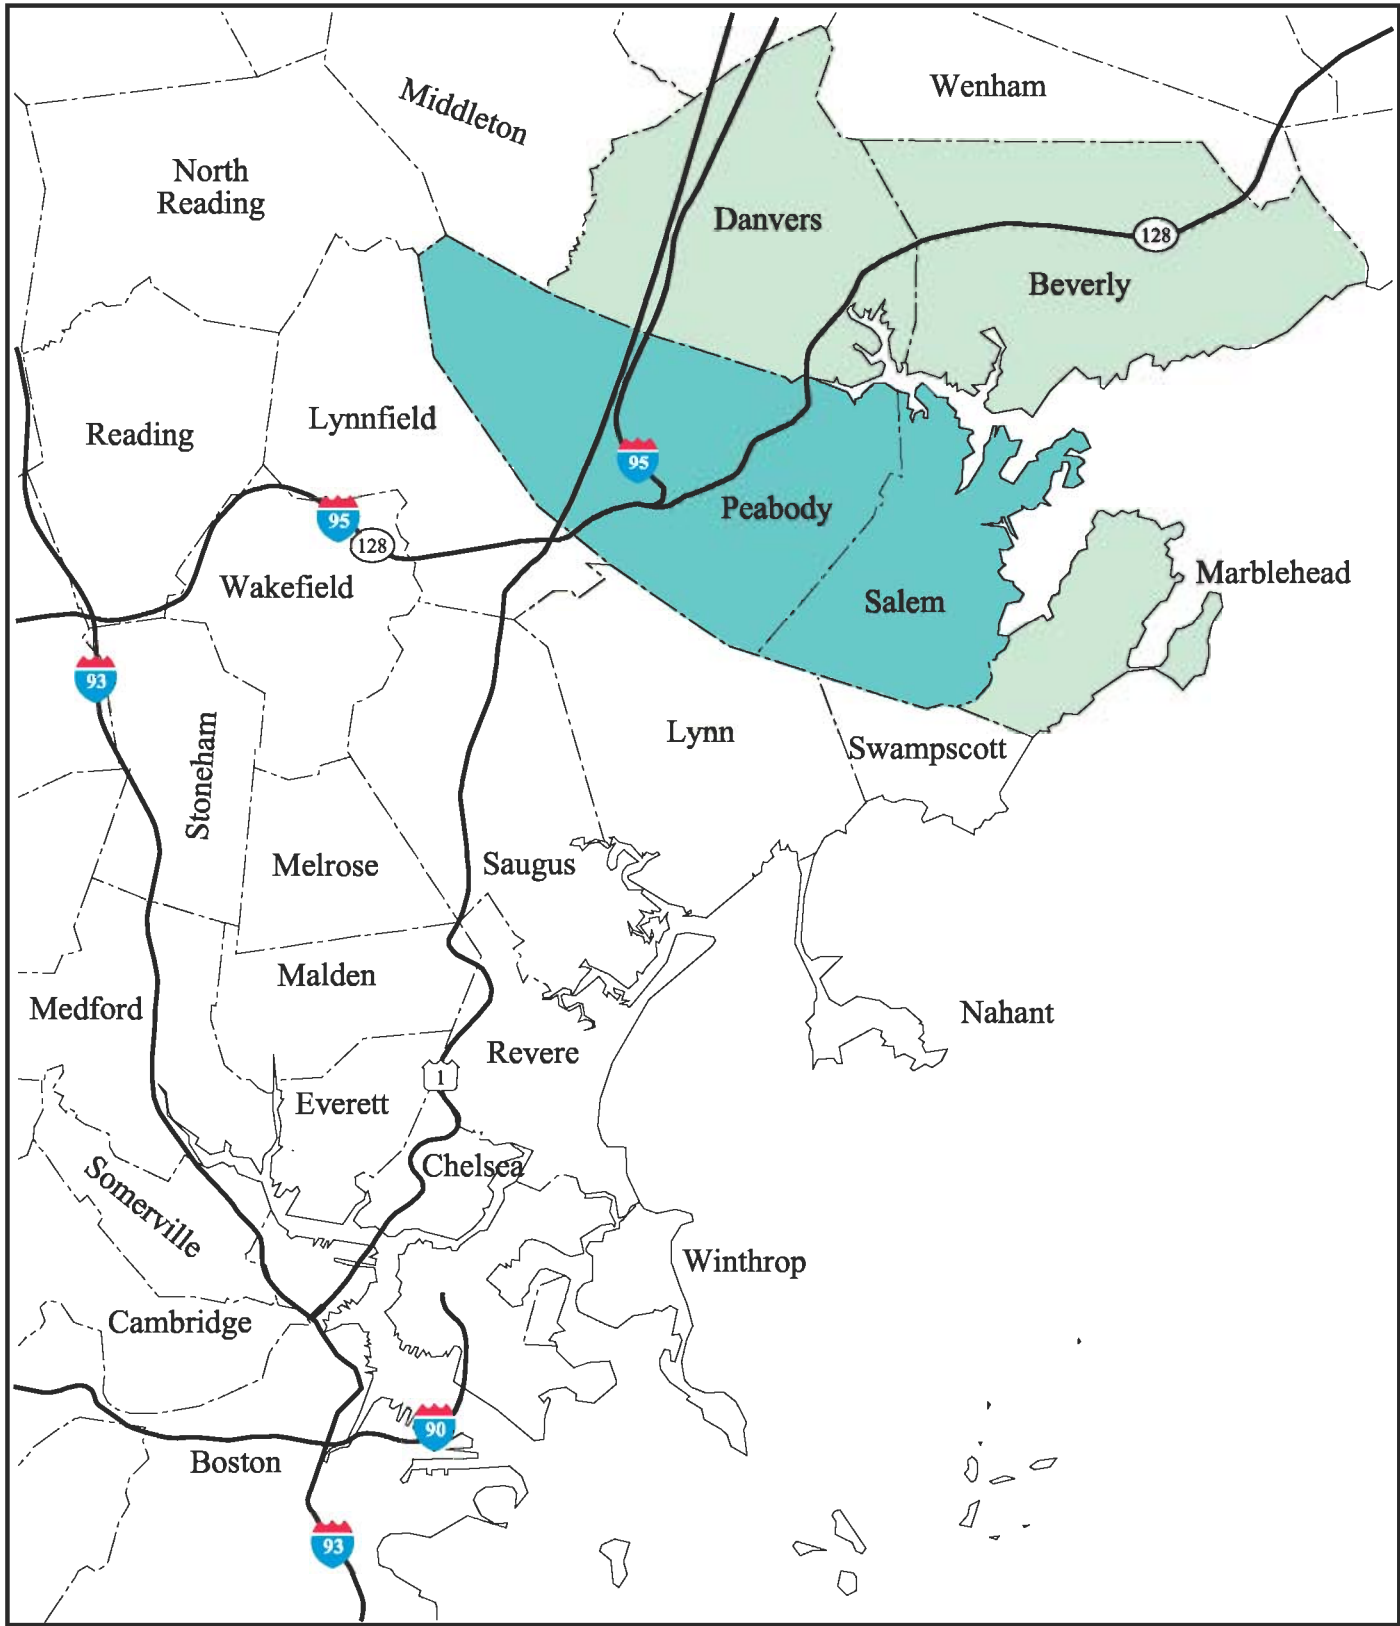 Wenham
Middleton
North
Reading
Danvers
128
Beverly
Lynnfield
Reading
95
Peabody
95
128
Marblehead
Wakefield
Salem
93
Lynn
Swampscott
Stoneham
Melrose
Saugus
Malden
Medford
Nahant
Revere
1
Everett
Chelsea
Somerville
Winthrop
Cambridge
90
Boston
93